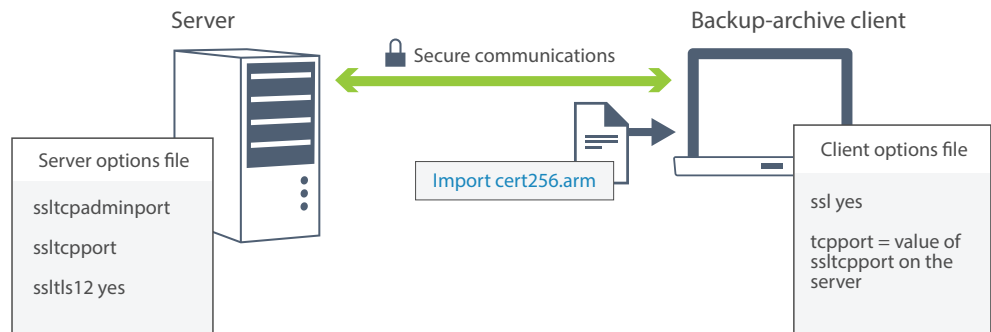 Server
Backup-archive client
Secure communications
Server options file
ssltcpadminport
ssltcpport
ssltls12 yes
Import cert256.arm
Client options file
ssl yes
tcpport = value of
ssltcpport on the
server